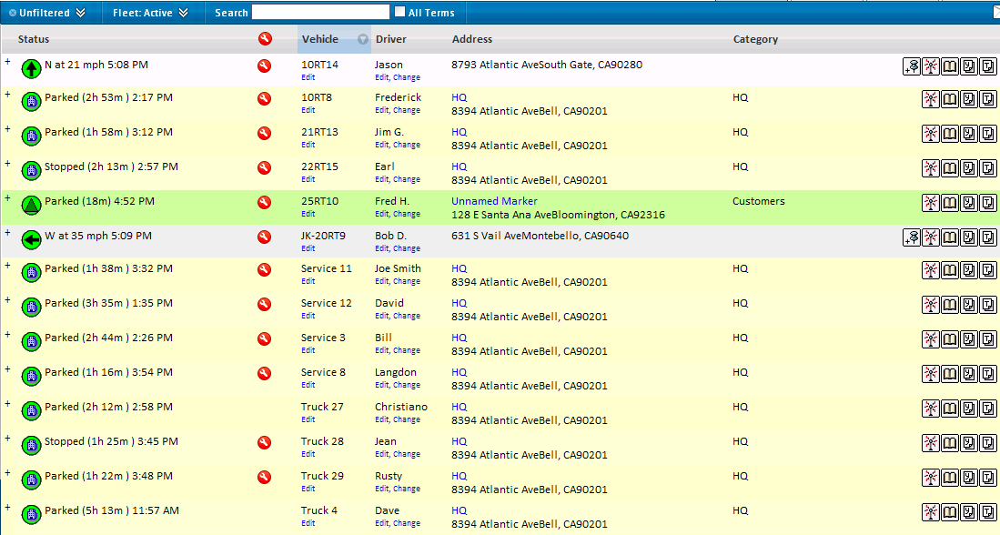 Unfiltered Fleet: Active Search All Terms
Status Vehicle Driver Address Category
+ N at 21 mph 5:08 PM 10RT14 Jason 8793 Atlantic AveSouth Gate, CA90280
Edit Edit, Change
+ Parked (2h 53m ) 2:17 PM 10RT8 Frederick HQ HQ
Edit Edit, Change 8394 Atlantic AveBell, CA90201
+ Parked (1h 58m ) 3:12 PM 21RT13 Jim G. HQ HQ
Edit Edit, Change 8394 Atlantic AveBell, CA90201
+ Stopped (2h 13m ) 2:57 PM 22RT15 Earl HQ HQ
Edit Edit, Change 8394 Atlantic AveBell, CA90201
+ Parked (18m) 4:52 PM 25RT10 Fred H. Unnamed Marker Customers
Edit Edit, Change 128 E Santa Ana AveBloomington, CA92316
+ W at 35 mph 5:09 PM JK-20RT9 Bob D. 631 S Vail AveMontebello, CA90640
Edit Edit, Change
+ Parked (1h 38m ) 3:32 PM Service 11 Joe Smith HQ HQ
Edit Edit, Change 8394 Atlantic AveBell, CA90201
+ Parked (3h 35m ) 1:35 PM Service 12 David HQ HQ
Edit Edit, Change 8394 Atlantic AveBell, CA90201
+ Parked (2h 44m ) 2:26 PM Service 3 Bill HQ HQ
Edit Edit, Change 8394 Atlantic AveBell, CA90201
+ Parked (1h 16m ) 3:54 PM Service 8 Langdon HQ HQ
Edit Edit, Change 8394 Atlantic AveBell, CA90201
+ Parked (2h 12m ) 2:58 PM Truck 27 Christiano HQ HQ
Edit Edit, Change 8394 Atlantic AveBell, CA90201
+ Stopped (1h 25m ) 3:45 PM Truck 28 Jean HQ HQ
Edit Edit, Change 8394 Atlantic AveBell, CA90201
+ Parked (1h 22m ) 3:48 PM Truck 29 Rusty HQ HQ
Edit Edit, Change 8394 Atlantic AveBell, CA90201
+ Parked (5h 13m ) 11:57 AM Truck 4 Dave HQ HQ
Edit Edit, Change 8394 Atlantic AveBell, CA90201